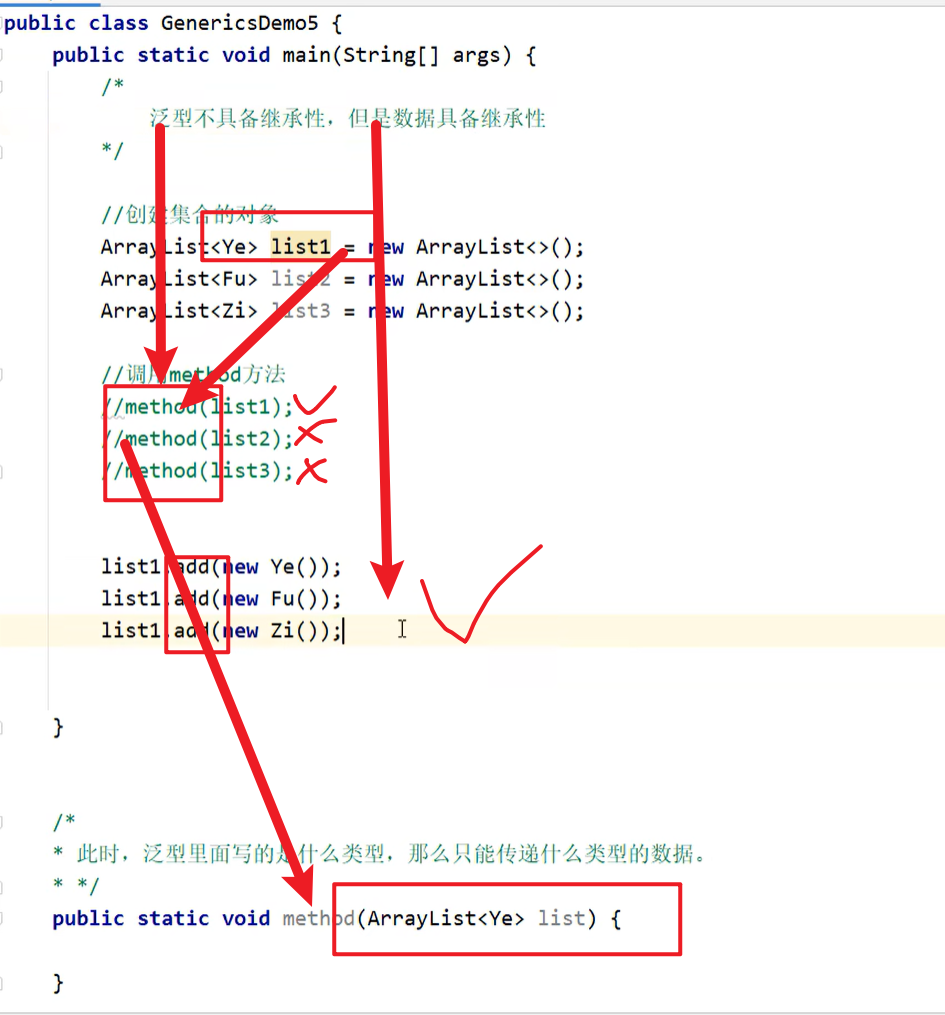 public class GenericsDemo5 {
public static void main(String[] args) {
/*
泛型不具备继承性，但是数据具备继承性
*/
//创建集合的对象
ArrayList<Ye> list1 = new ArrayList<>();
ArrayList<Fu> list2 = new ArrayList<>();
ArrayList<Zi> list3 = new ArrayList<>();
//调用method方法
//method(list1);
//method(list2);
//method(list3);
list1.add(new Ye());
list1.add(new Fu());
list1.add(new Zi());
}
/*
* 此时，泛型里面写的是什么类型，那么只能传递什么类型的数据。
* */
public static void method(ArrayList<Ye> list) {
}